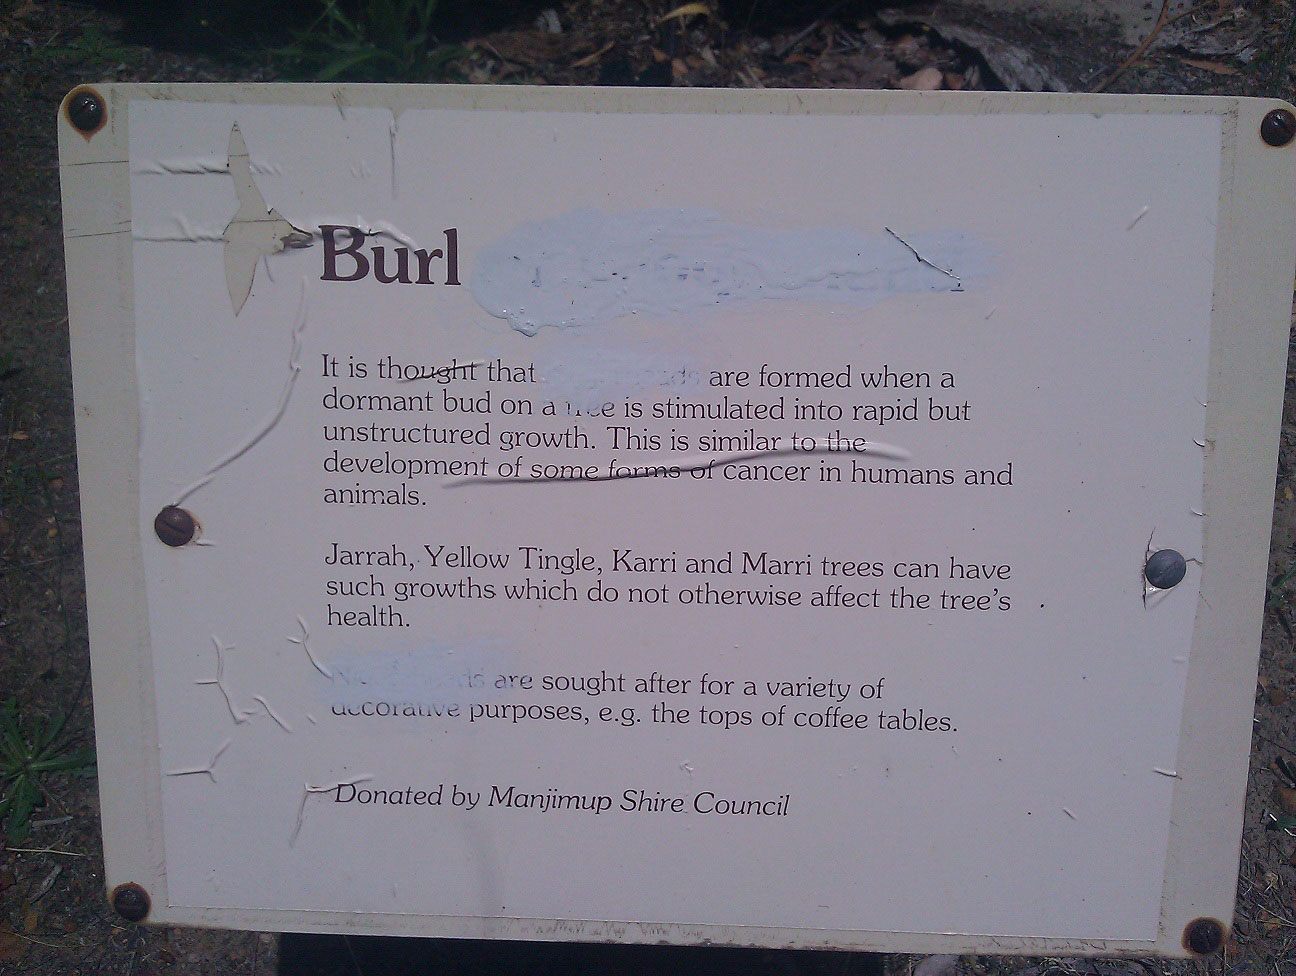 Burl
It is thought that are formed when a
dormant bud on a tree is stimulated into rapid but
unstructured growth. This is similar to the
development of some forms of cancer in humans and
animals.
Jarrah, Yellow Tingle, Karri and Marri trees can have
such growths which do not otherwise affect the tree's
health.
are sought after for a variety of
decorative purposes, e.g. the tops of coffee tables.
Donated by Manjimup Shire Council